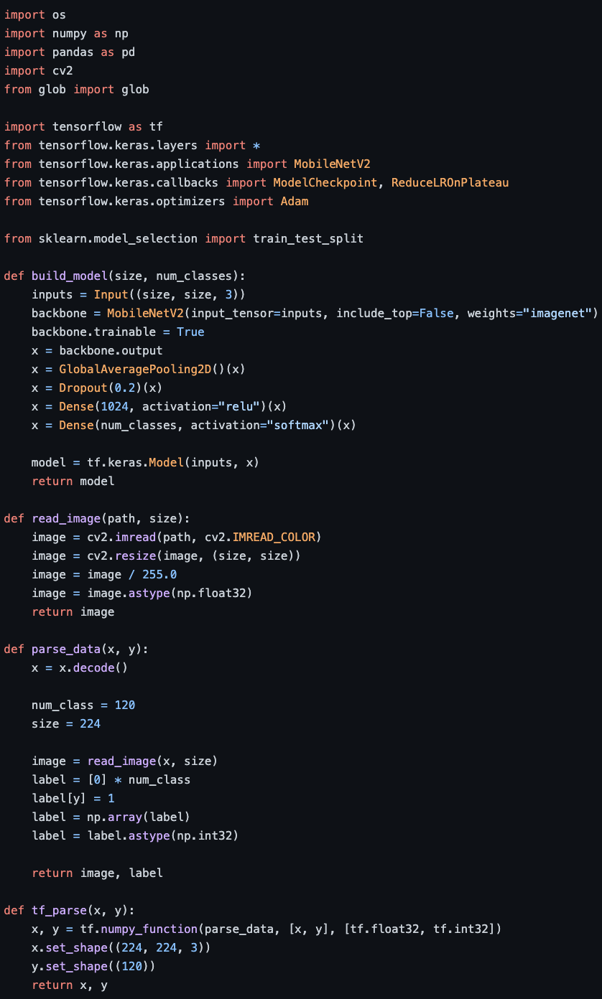 import os
import numpy as np
import pandas as pd
import cv2
from glob import glob

import tensorflow as tf
from tensorflow.keras.layers import *
from tensorflow.keras.applications import MobileNetV2
from tensorflow.keras.callbacks import ModelCheckpoint, ReduceLROnPlateau
from tensorflow.keras.optimizers import Adam

from sklearn.model_selection import train_test_split

def build_model(size, num_classes):
    inputs = Input((size, size, 3))
    backbone = MobileNetV2(input_tensor=inputs, include_top=False, weights="imagenet")
    backbone.trainable = True
    x = backbone.output
    x = GlobalAveragePooling2D()(x)
    x = Dropout(0.2)(x)
    x = Dense(1024, activation="relu")(x)
    x = Dense(num_classes, activation="softmax")(x)

    model = tf.keras.Model(inputs, x)
    return model

def read_image(path, size):
    image = cv2.imread(path, cv2.IMREAD_COLOR)
    image = cv2.resize(image, (size, size))
    image = image / 255.0
    image = image.astype(np.float32)
    return image

def parse_data(x, y):
    x = x.decode()

    num_class = 120
    size = 224

    image = read_image(x, size)
    label = [0] * num_class
    label[y] = 1
    label = np.array(label)
    label = label.astype(np.int32)

    return image, label

def tf_parse(x, y):
    x, y = tf.numpy_function(parse_data, [x, y], [tf.float32, tf.int32])
    x.set_shape((224, 224, 3))
    y.set_shape((120))
    return x, y